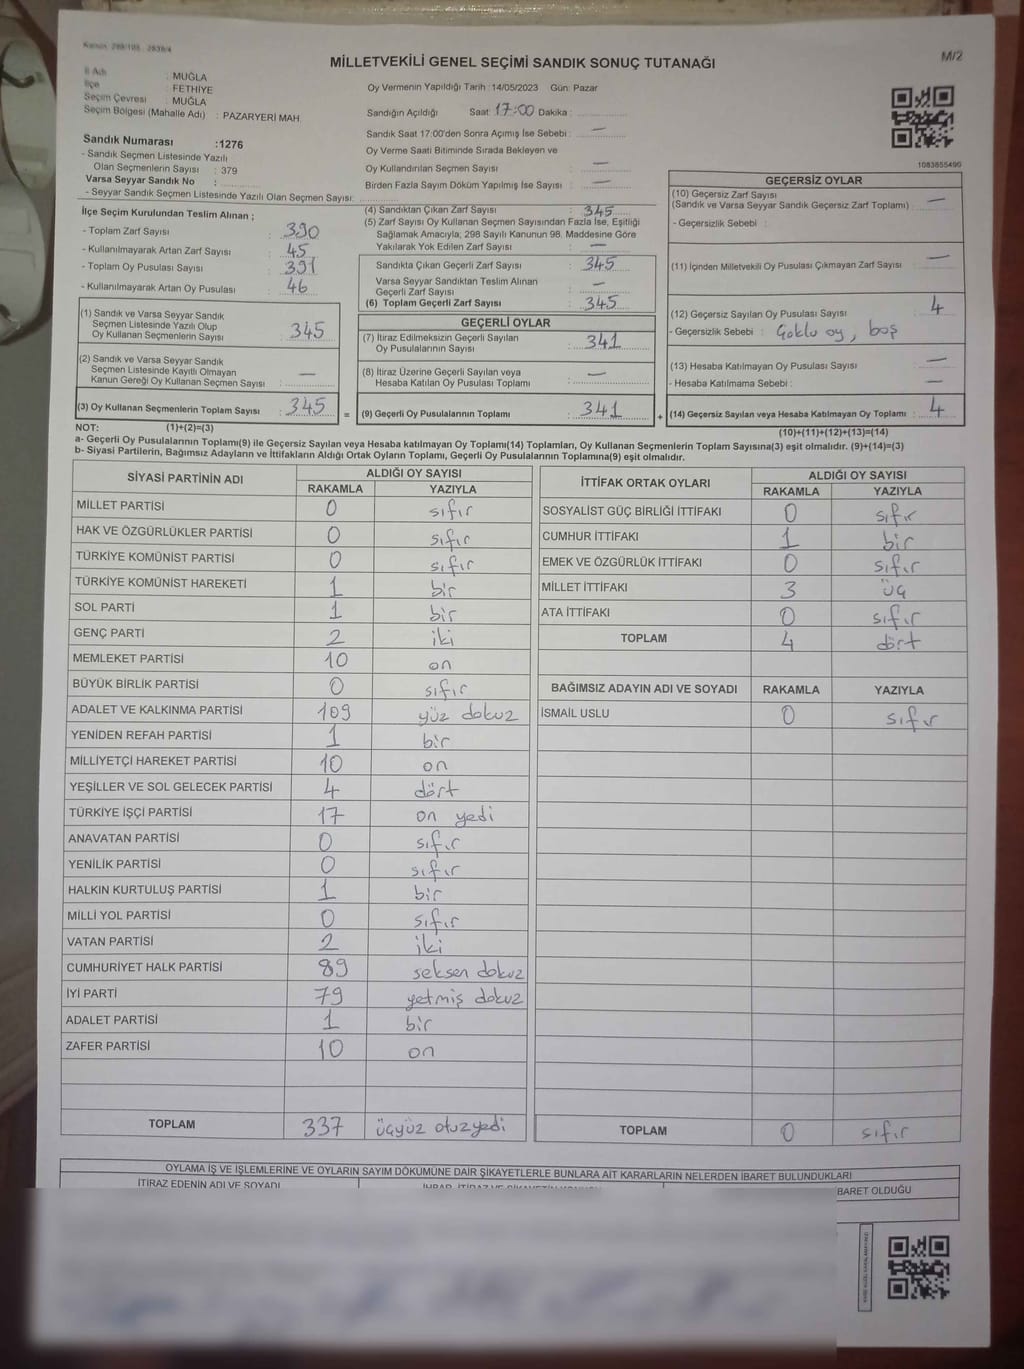 Kanun: 298/105 - 2839/4
M/2
MİLLETVEKİLİ GENEL SEÇİMİ SANDIK SONUÇ TUTANAĞI
İl Adı : MUĞLA
İlçe : FETHİYE
Seçim Çevresi : MUĞLA
Seçim Bölgesi (Mahalle Adı) : PAZARYERİ MAH.
Sandık Numarası :1276
- Sandık Seçmen Listesinde Yazılı
Olan Seçmenlerin Sayısı : 379
Varsa Seyyar Sandık No :
- Seyyar Sandık Seçmen Listesinde Yazılı Olan Seçmen Sayısı:
Oy Vermenin Yapıldığı Tarih :14/05/2023 Gün: Pazar
Sandığın Açıldığı Saat: 17:00 Dakika :
Sandık Saat 17:00'den Sonra Açımış İse Sebebi : —
Oy Verme Saati Bitiminde Sırada Bekleyen ve
Oy Kullandırılan Seçmen Sayısı : —
Birden Fazla Sayım Döküm Yapılmış İse Sayısı : —
1083855490
İlçe Seçim Kurulundan Teslim Alınan ;
- Toplam Zarf Sayısı : 390
- Kullanılmayarak Artan Zarf Sayısı : 45
- Toplam Oy Pusulası Sayısı : 391
- Kullanılmayarak Artan Oy Pusulası : 46
(1) Sandık ve Varsa Seyyar Sandık
Seçmen Listesinde Yazılı Olup
Oy Kullanan Seçmenlerin Sayısı : 345
(2) Sandık ve Varsa Seyyar Sandık
Seçmen Listesinde Kayıtlı Olmayan
Kanun Gereği Oy Kullanan Seçmen Sayısı : —
(3) Oy Kullanan Seçmenlerin Toplam Sayısı : 345 =
(4) Sandıktan Çıkan Zarf Sayısı : 345
(5) Zarf Sayısı Oy Kullanan Seçmen Sayısından Fazla İse, Eşitliği
Sağlamak Amacıyla; 298 Sayılı Kanunun 98. Maddesine Göre
Yakılarak Yok Edilen Zarf Sayısı : —
Sandıkta Çıkan Geçerli Zarf Sayısı : 345
Varsa Seyyar Sandıktan Teslim Alınan
Geçerli Zarf Sayısı : —
(6) Toplam Geçerli Zarf Sayısı : 345
GEÇERLİ OYLAR
(7) İtiraz Edilmeksizin Geçerli Sayılan
Oy Pusulalarının Sayısı : 341
(8) İtiraz Üzerine Geçerli Sayılan veya
Hesaba Katılan Oy Pusulası Toplamı : —
(9) Geçerli Oy Pusulalarının Toplamı : 341 +
GEÇERSİZ OYLAR
(10) Geçersiz Zarf Sayısı
(Sandık ve Varsa Seyyar Sandık Geçersiz Zarf Toplamı) : —
- Geçersizlik Sebebi :
(11) İçinden Milletvekili Oy Pusulası Çıkmayan Zarf Sayısı : —
(12) Geçersiz Sayılan Oy Pusulası Sayısı : 4
- Geçersizlik Sebebi : Çoklu oy, boş
(13) Hesaba Katılmayan Oy Pusulası Sayısı : —
- Hesaba Katılmama Sebebi : —
(14) Geçersiz Sayılan veya Hesaba Katılmayan Oy Toplamı : 4
NOT: (1)+(2)=(3)
(10)+(11)+(12)+(13)=(14)
a- Geçerli Oy Pusulalarının Toplamı(9) ile Geçersiz Sayılan veya Hesaba katılmayan Oy Toplamı(14) Toplamları, Oy Kullanan Seçmenlerin Toplam Sayısına(3) eşit olmalıdır. (9)+(14)=(3)
b- Siyasi Partilerin, Bağımsız Adayların ve İttifakların Aldığı Ortak Oyların Toplamı, Geçerli Oy Pusulalarının Toplamına(9) eşit olmalıdır.
SİYASİ PARTİNİN ADI ALDIĞI OY SAYISI
RAKAMLA YAZIYLA
MİLLET PARTİSİ 0 sıfır
HAK VE ÖZGÜRLÜKLER PARTİSİ 0 sıfır
TÜRKİYE KOMÜNİST PARTİSİ 0 sıfır
TÜRKİYE KOMÜNİST HAREKETİ 1 bir
SOL PARTİ 1 bir
GENÇ PARTİ 2 iki
MEMLEKET PARTİSİ 10 on
BÜYÜK BİRLİK PARTİSİ 0 sıfır
ADALET VE KALKINMA PARTİSİ 109 yüz dokuz
YENİDEN REFAH PARTİSİ 1 bir
MİLLİYETÇİ HAREKET PARTİSİ 10 on
YEŞİLLER VE SOL GELECEK PARTİSİ 4 dört
TÜRKİYE İŞÇİ PARTİSİ 17 on yedi
ANAVATAN PARTİSİ 0 sıfır
YENİLİK PARTİSİ 0 sıfır
HALKIN KURTULUŞ PARTİSİ 1 bir
MİLLİ YOL PARTİSİ 0 sıfır
VATAN PARTİSİ 2 iki
CUMHURİYET HALK PARTİSİ 89 seksen dokuz
İYİ PARTİ 79 yetmiş dokuz
ADALET PARTİSİ 1 bir
ZAFER PARTİSİ 10 on
TOPLAM 337 üçyüz otuzyedi
İTTİFAK ORTAK OYLARI ALDIĞI OY SAYISI
RAKAMLA YAZIYLA
SOSYALİST GÜÇ BİRLİĞİ İTTİFAKI 0 sıfır
CUMHUR İTTİFAKI 1 bir
EMEK VE ÖZGÜRLÜK İTTİFAKI 0 sıfır
MİLLET İTTİFAKI 3 üç
ATA İTTİFAKI 0 sıfır
TOPLAM 4 dört
BAĞIMSIZ ADAYIN ADI VE SOYADI RAKAMLA YAZIYLA
İSMAİL USLU 0 sıfır
TOPLAM 0 sıfır
OYLAMA İŞ VE İŞLEMLERİNE VE OYLARIN SAYIM DÖKÜMÜNE DAİR ŞİKAYETLERLE BUNLARA AİT KARARLARIN NELERDEN İBARET BULUNDUKLARI
İTİRAZ EDENİN ADI VE SOYADI
BARET OLDUĞU